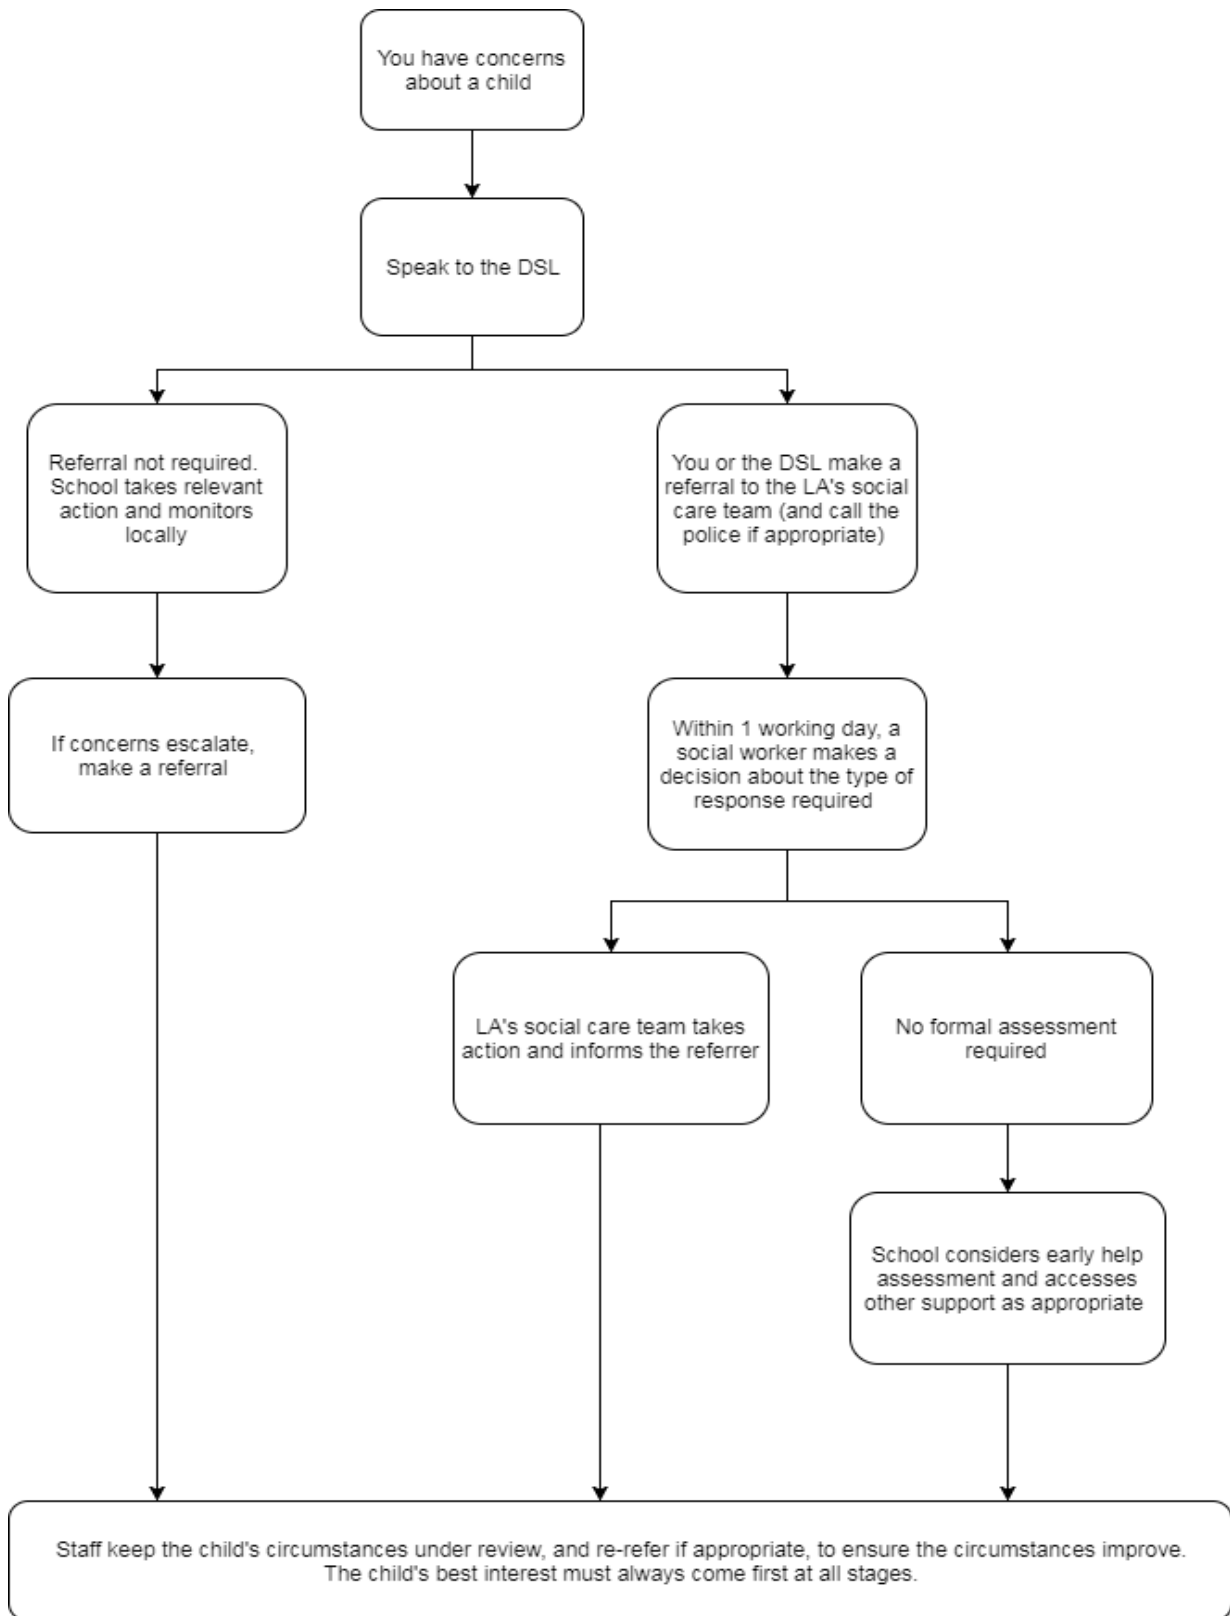 You have concerns
about a child
Speak to the DSL
Referral not required.
School takes relevant
action and monitors
locally
You or the DSL make a
referral to the LA's social
care team (and call the
police if appropriate)
If concerns escalate,
make a referral
Within 1 working day, a
social worker makes a
decision about the type of
response required
LA's social care team takes
action and informs the referrer
No formal assessment
required
School considers early help
assessment and accesses
other support as appropriate
Staff keep the child's circumstances under review, and re-refer if appropriate, to ensure the circumstances improve.
The child's best interest must always come first at all stages.